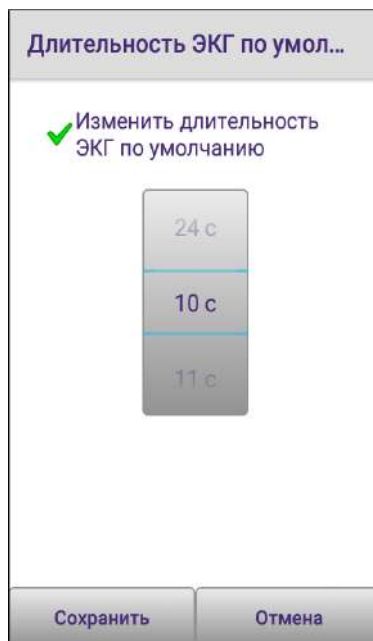 Длительность ЭКГ по умол...
Изменить длительность
ЭКГ по умолчанию
24 с
10 с
11 с
Сохранить
Отмена